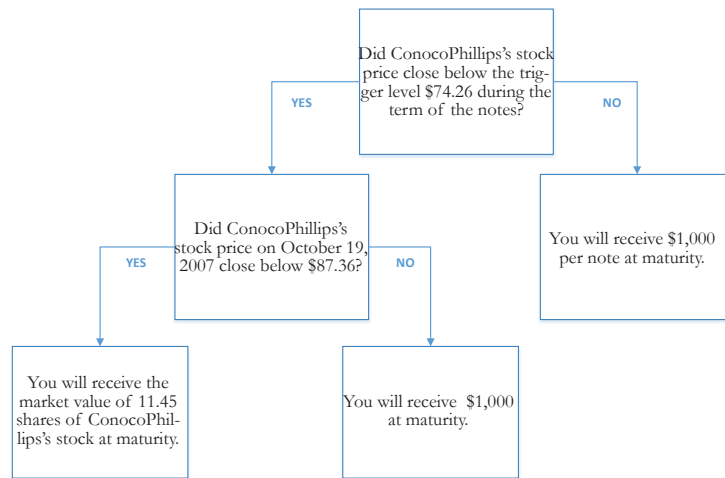 Did ConocoPhillips's stock
price close below the trig-
ger level $74.26 during the
term of the notes?
YES
NO
Did ConocoPhillips's
stock price on October 19,
2007 close below $87.36?
You will receive $1,000
per note at maturity.
YES
NO
You will receive the
market value of 11.45
shares of ConocoPhil-
lips's stock at maturity.
You will receive $1,000
at maturity.